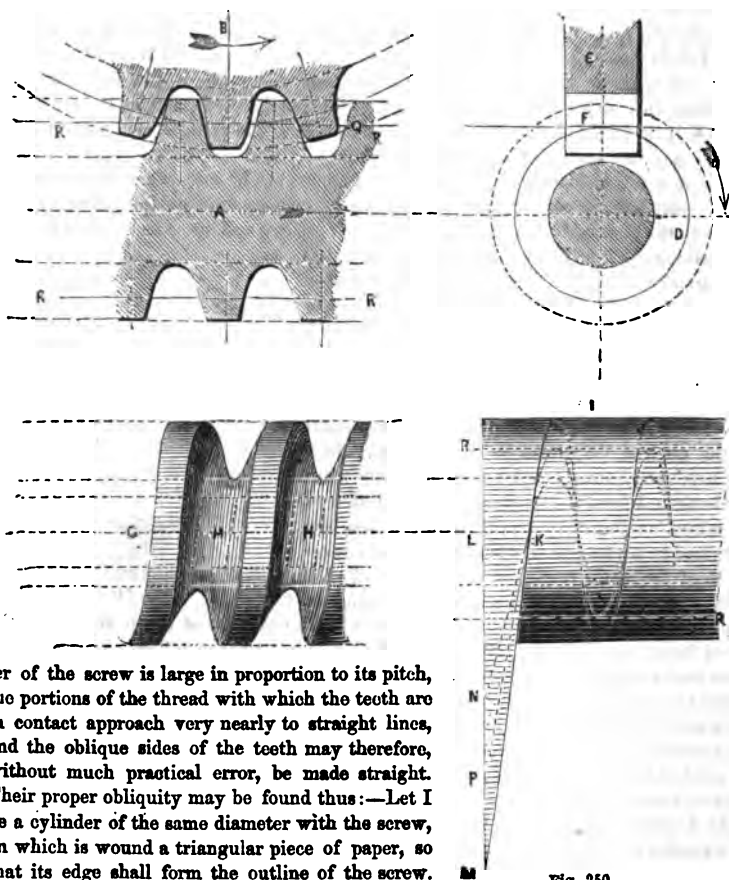 B
E
F
R
Q
P
J
A
D
R
R
I
R
G
H
H
L
K
R
N
P
M
Fig. 250
er of the screw is large in proportion to its pitch,
ue portions of the thread with which the teeth are
n contact approach very nearly to straight lines,
nd the oblique sides of the teeth may therefore,
ithout much practical error, be made straight.
heir proper obliquity may be found thus:—Let I
e a cylinder of the same diameter with the screw,
n which is wound a triangular piece of paper, so
hat its edge shall form the outline of the screw.